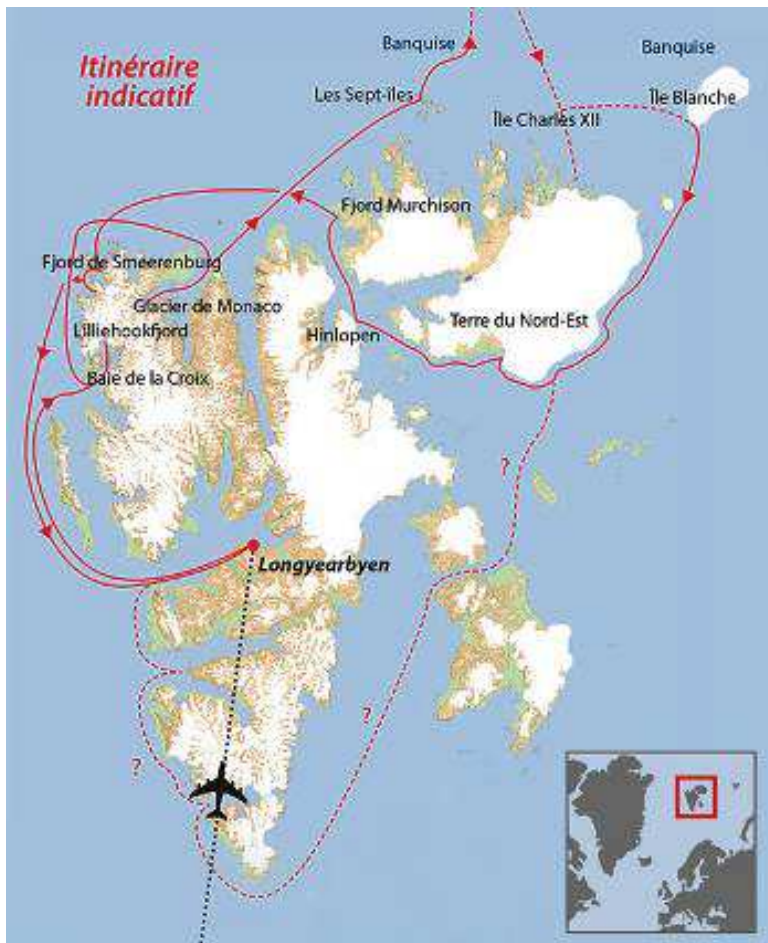 Itinéraire
indicatif
Banquise
Banquise
Les Sept-îles
Île Blanche
Île Charles XII
Fjord Murchison
Fjord de Smeerenburg
Glacier de Monaco
Lilliehookfjord
Hinlopen
Terre du Nord-Est
Baie de la Croix
?
Longyearbyen
?
?